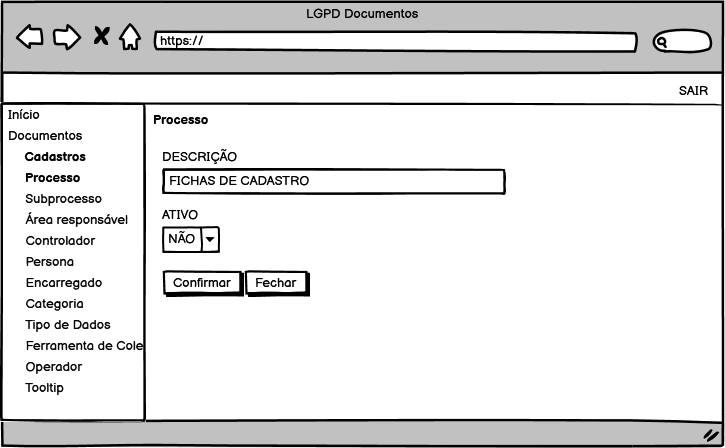 LGPD Documentos
https://
SAIR
Início
Documentos
Cadastros
Processo
Subprocesso
Área responsável
Controlador
Persona
Encarregado
Categoria
Tipo de Dados
Ferramenta de Cole
Operador
Tooltip
Processo
DESCRIÇÃO
FICHAS DE CADASTRO
ATIVO
NÃO
Confirmar Fechar